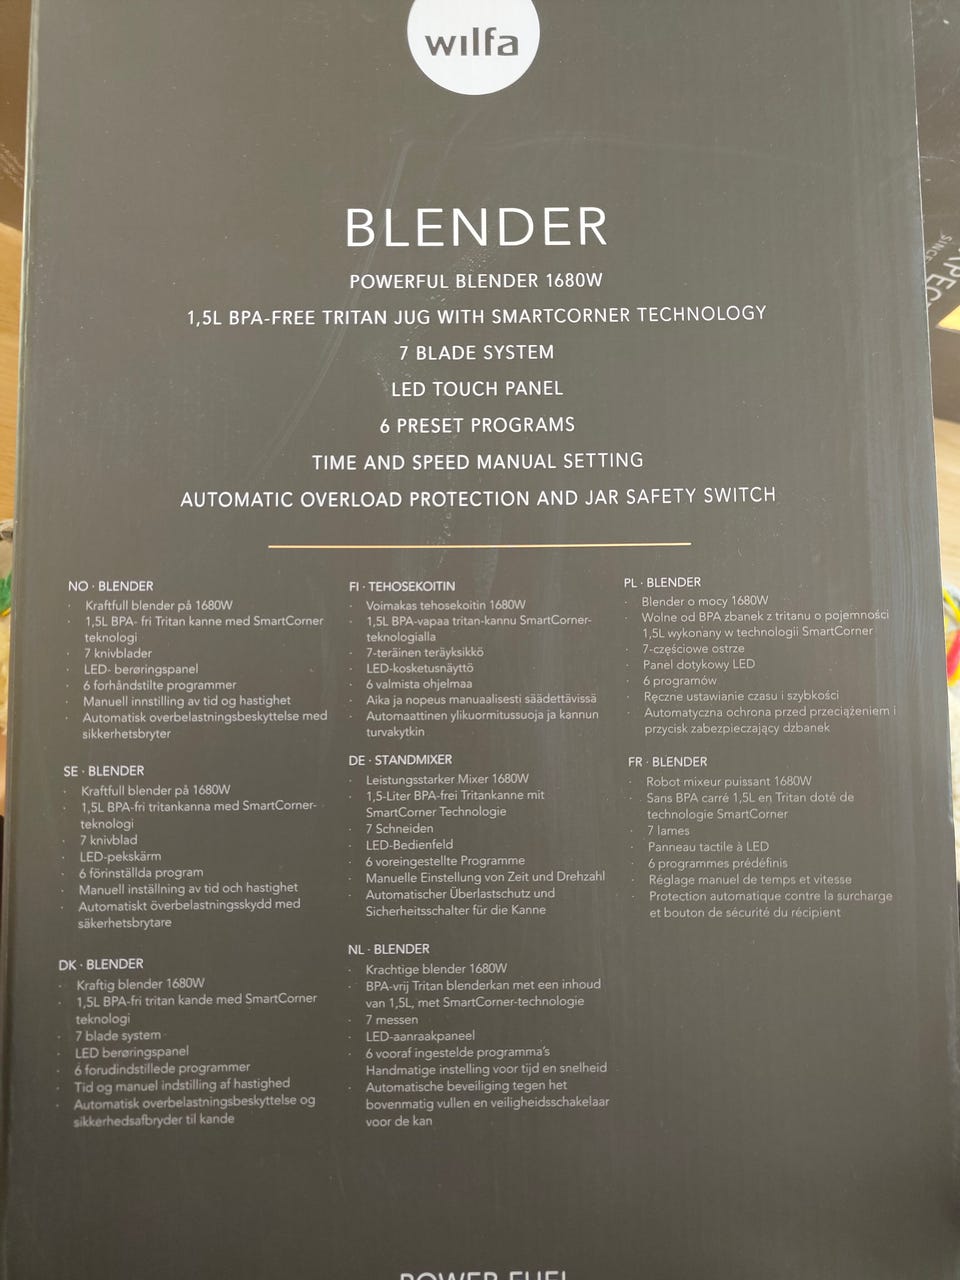 wilfa
BLENDER
POWERFUL BLENDER 1680W
1,5L BPA-FREE TRITAN JUG WITH SMARTCORNER TECHNOLOGY
7 BLADE SYSTEM
LED TOUCH PANEL
6 PRESET PROGRAMS
TIME AND SPEED MANUAL SETTING
AUTOMATIC OVERLOAD PROTECTION AND JAR SAFETY SWITCH
NO · BLENDER
· Kraftfull blender på 1680W
· 1,5L BPA- fri Tritan kanne med SmartCorner
teknologi
· 7 knivblader
· LED- berøringspanel
· 6 forhåndstilte programmer
· Manuell innstilling av tid og hastighet
· Automatisk overbelastningsbeskyttelse med
sikkerhetsbryter
SE · BLENDER
· Kraftfull blender på 1680W
· 1,5L BPA-fri tritankanna med SmartCorner-
teknologi
· 7 knivblad
· LED-pekskärm
· 6 förinställda program
· Manuell inställning av tid och hastighet
· Automatiskt överbelastningsskydd med
säkerhetsbrytare
DK · BLENDER
· Kraftig blender 1680W
· 1,5L BPA-fri tritan kande med SmartCorner
teknologi
· 7 blade system
· LED berøringspanel
· 6 forudindstillede programmer
· Tid og manuel indstilling af hastighed
· Automatisk overbelastningsbeskyttelse og
sikkerhedsafbryder til kande
FI · TEHOSEKOITIN
· Voimakas tehosekoitin 1680W
· 1,5L BPA-vapaa tritan-kannu SmartCorner-
teknologialla
· 7-teräinen teräyksikkö
· LED-kosketusnäyttö
· 6 valmista ohjelmaa
· Aika ja nopeus manuaalisesti säädettävissä
· Automaattinen ylikuormitussuoja ja kannun
turvakytkin
DE · STANDMIXER
· Leistungsstarker Mixer 1680W
· 1,5-Liter BPA-frei Tritankanne mit
SmartCorner Technologie
· 7 Schneiden
· LED-Bedienfeld
· 6 voreingestellte Programme
· Manuelle Einstellung von Zeit und Drehzahl
· Automatischer Überlastschutz und
Sicherheitsschalter für die Kanne
NL · BLENDER
· Krachtige blender 1680W
· BPA-vrij Tritan blenderkan met een inhoud
van 1,5L, met SmartCorner-technologie
· 7 messen
· LED-aanraakpaneel
· 6 vooraf ingestelde programma's
Handmatige instelling voor tijd en snelheid
· Automatische beveiliging tegen het
bovenmatig vullen en veiligheidsschakelaar
voor de kan
PL · BLENDER
· Blender o mocy 1680W
· Wolne od BPA zbanek z tritanu o pojemności
1,5L wykonany w technologii SmartCorner
· 7-częściowe ostrze
· Panel dotykowy LED
· 6 programów
· Ręczne ustawianie czasu i szybkości
· Automatyczna ochrona przed przeciążeniem i
przycisk zabezpieczający dzbanek
FR · BLENDER
· Robot mixeur puissant 1680W
· Sans BPA carré 1,5L en Tritan doté de
technologie SmartCorner
· 7 lames
· Panneau tactile à LED
· 6 programmes prédéfinis
· Réglage manuel de temps et vitesse
· Protection automatique contre la surcharge
et bouton de sécurité du récipient
POWER FUEL
SINCE